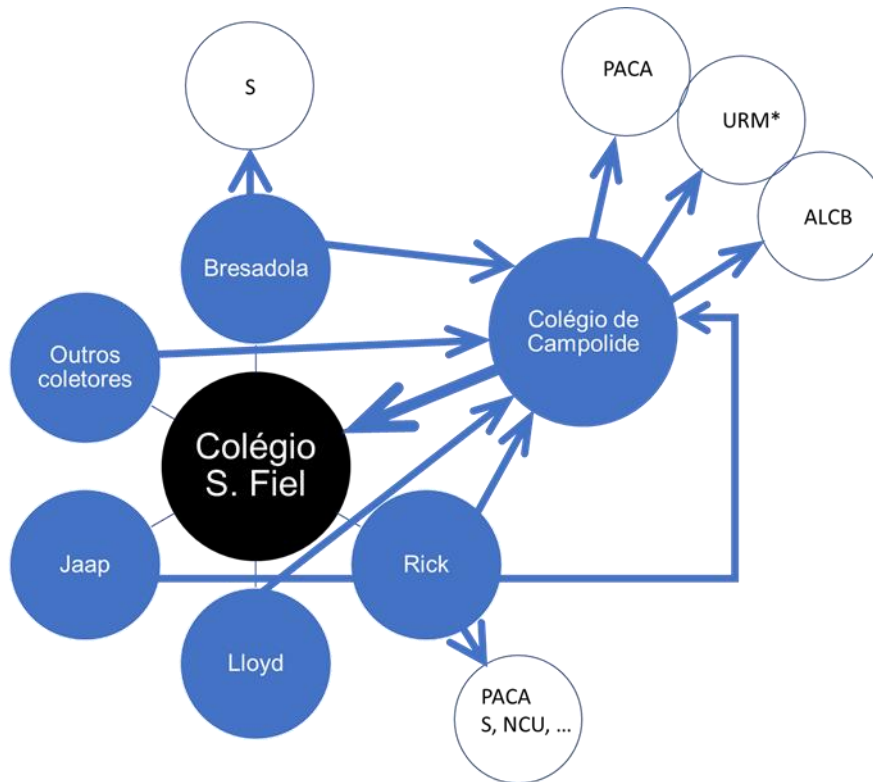 S
PACA
URM*
ALCB
Bresadola
Colégio de
Campolide
Outros
coletores
Colégio
S. Fiel
Jaap
Rick
Lloyd
PACA
S, NCU, ...